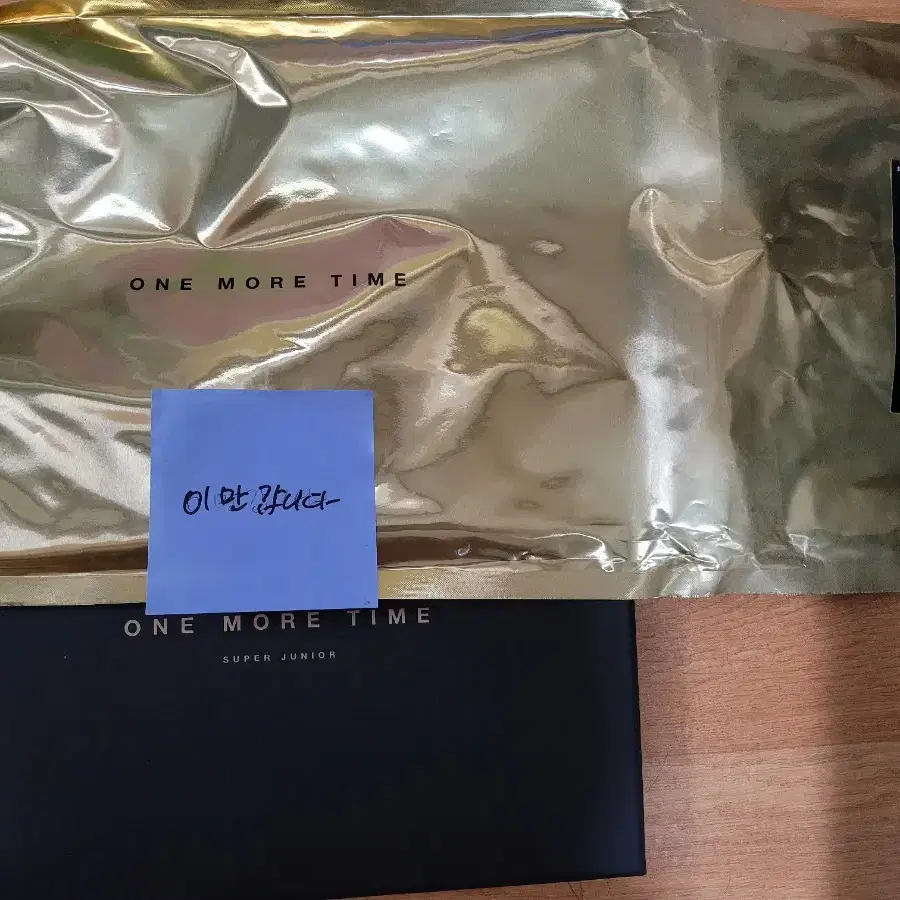 ONE MORE TIME
이만 갑니다
ONE MORE TIME
SUPER JUNIOR